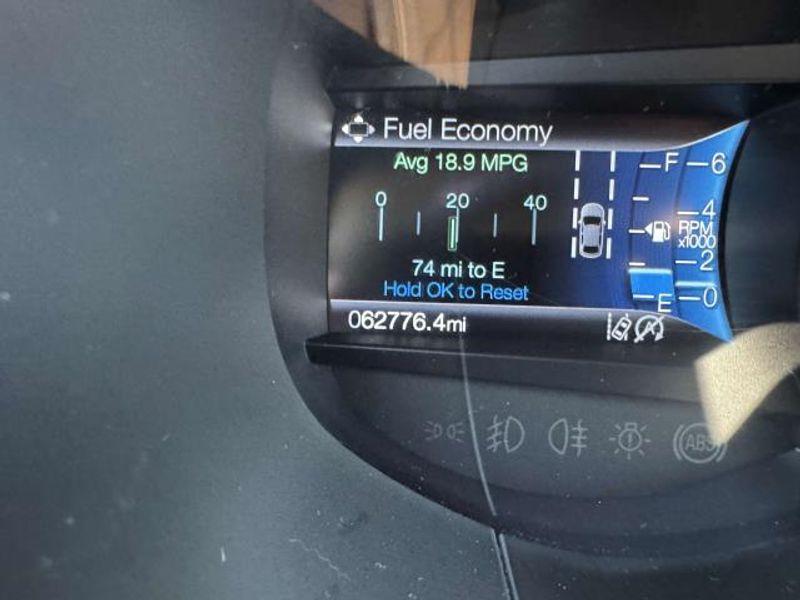 Fuel Economy
Avg 18.9 MPG
0 20 40
74 mi to E
Hold OK to Reset
062776.4mi
F 6
4
RPM
x1000
2
E 0
ABS